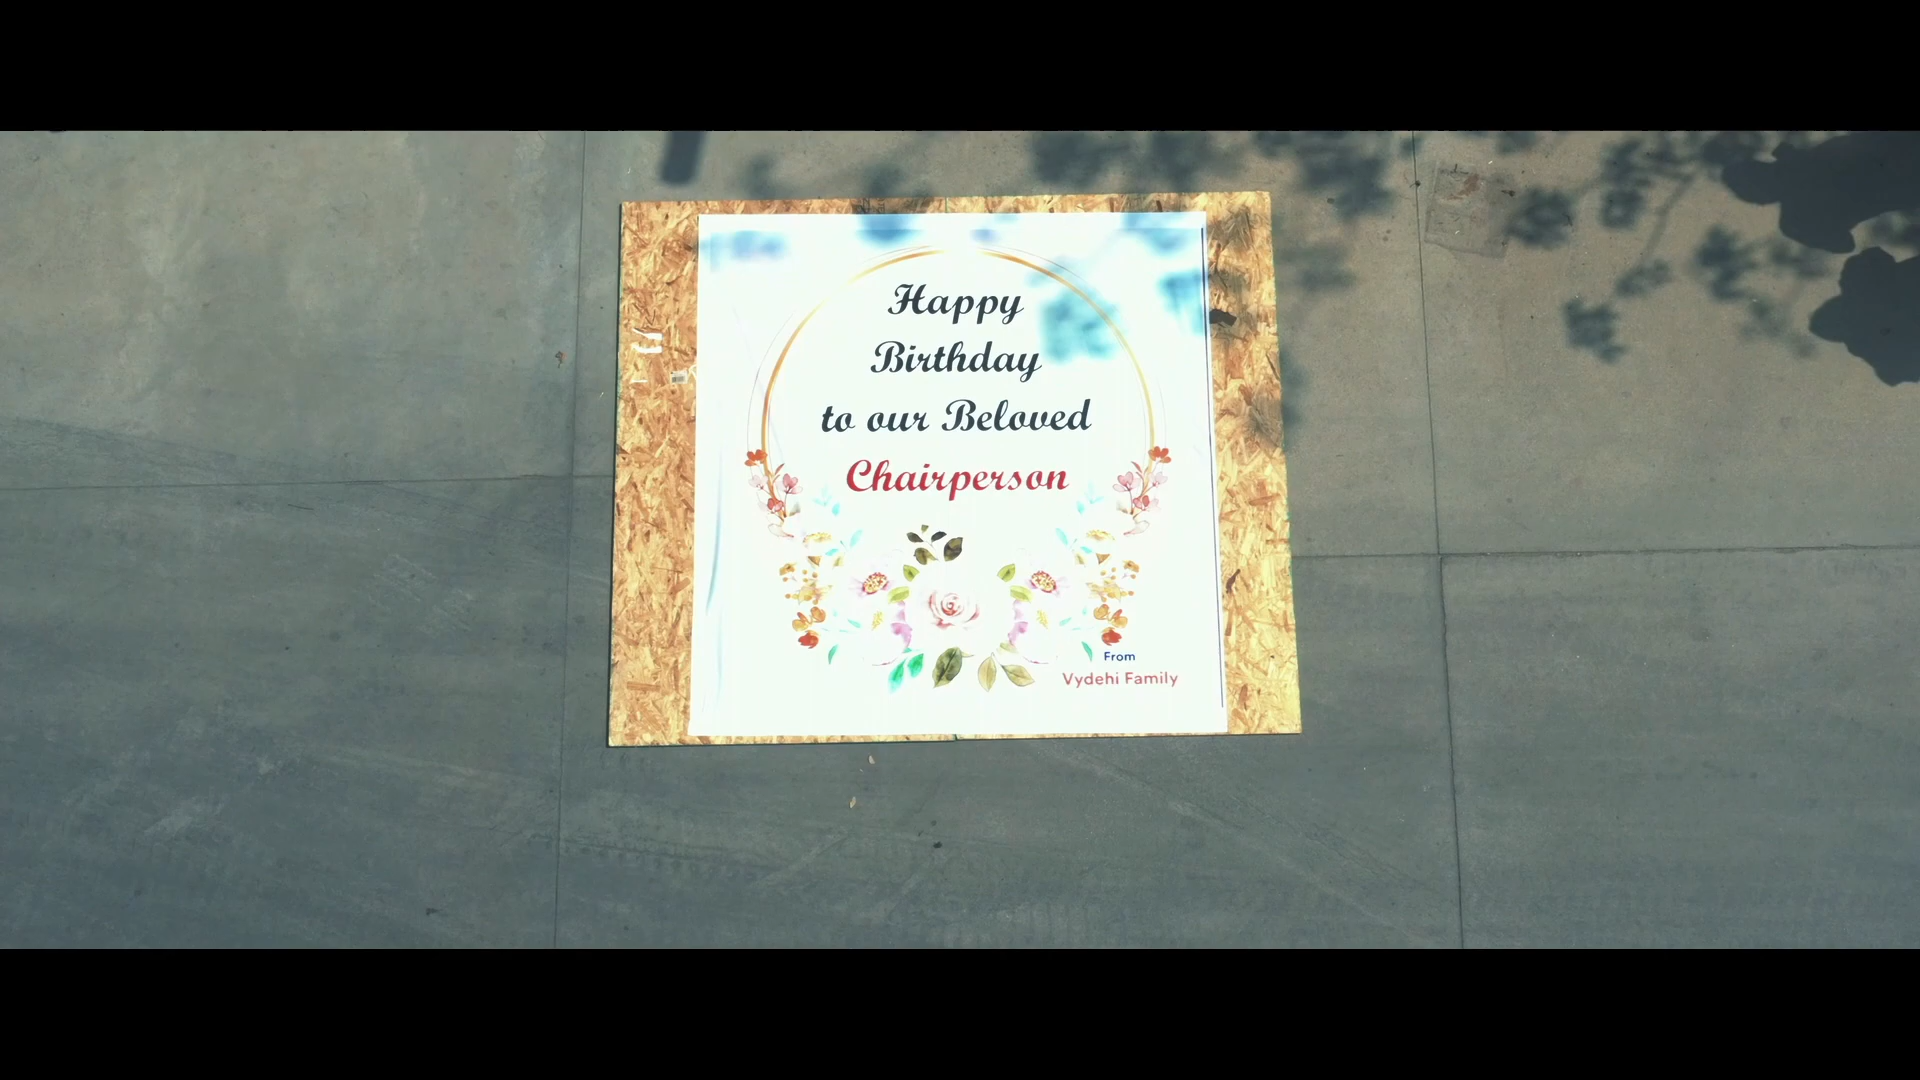 Happy
Birthday
to our Beloved
Chairperson
From
Vydehi Family